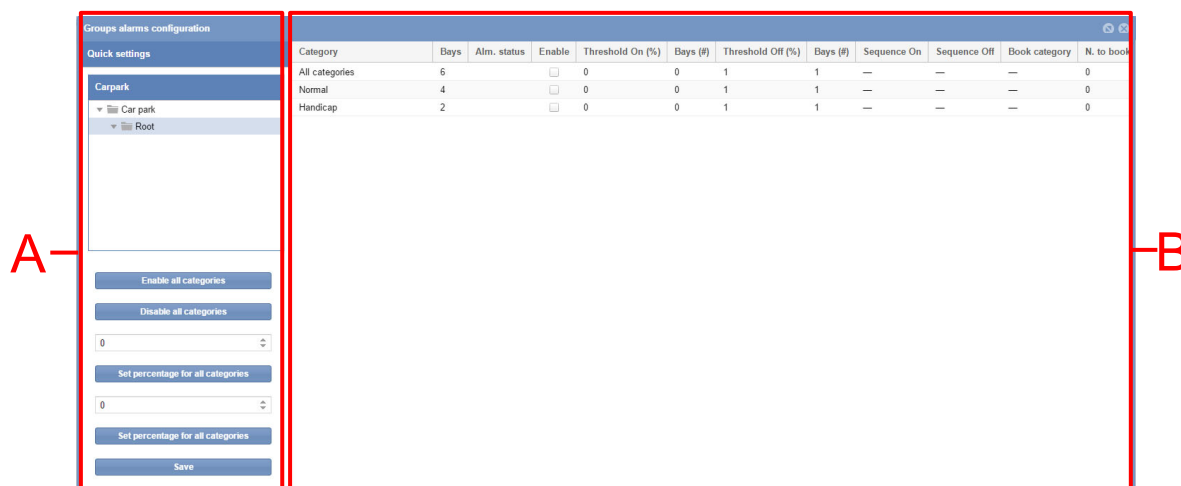 Groups alarms configuration
Quick settings
Carpark
Car park
Root
Enable all categories
Disable all categories
0
Set percentage for all categories
0
Set percentage for all categories
Save
Category Bays Alm. status Enable Threshold On (%) Bays (#) Threshold Off (%) Bays (#) Sequence On Sequence Off Book category N. to book
All categories 6 0 0 1 1 — — — 0
Normal 4 0 0 1 1 — — — 0
Handicap 2 0 0 1 1 — — — 0
A
B